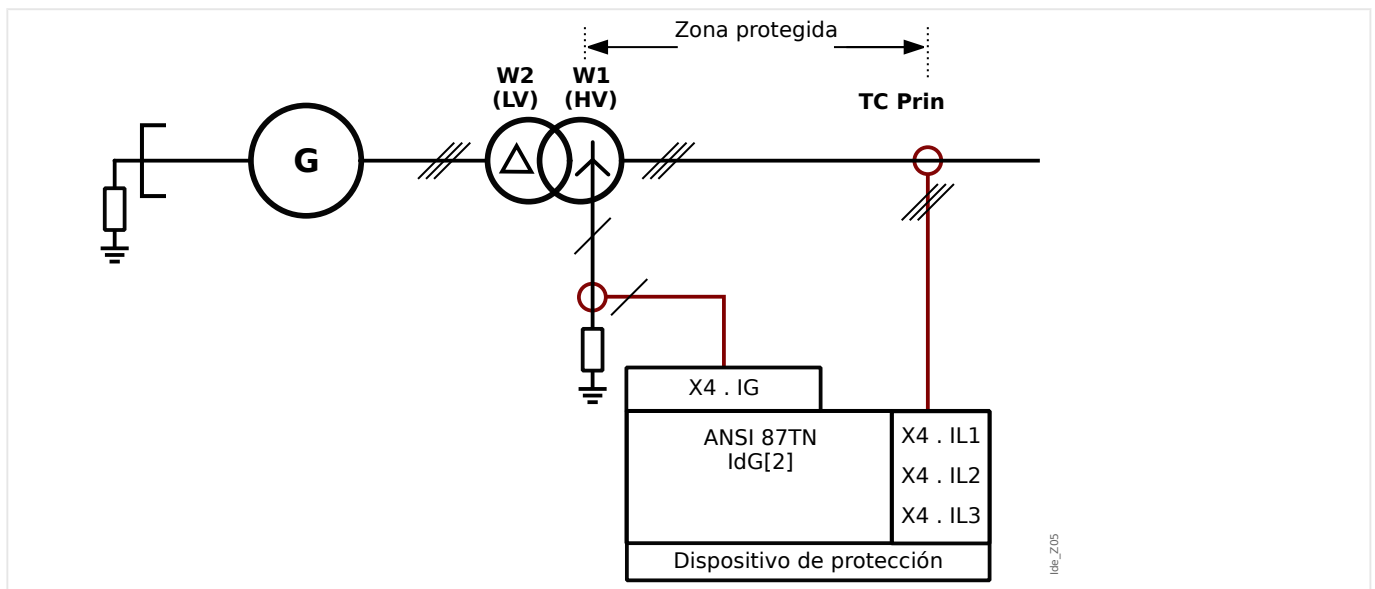 Zona protegida
W2
(LV)
W1
(HV)
TC Prin
G
X4 . IG
ANSI 87TN
IdG[2]
X4 . IL1
X4 . IL2
X4 . IL3
Dispositivo de protección
Ide_Z05